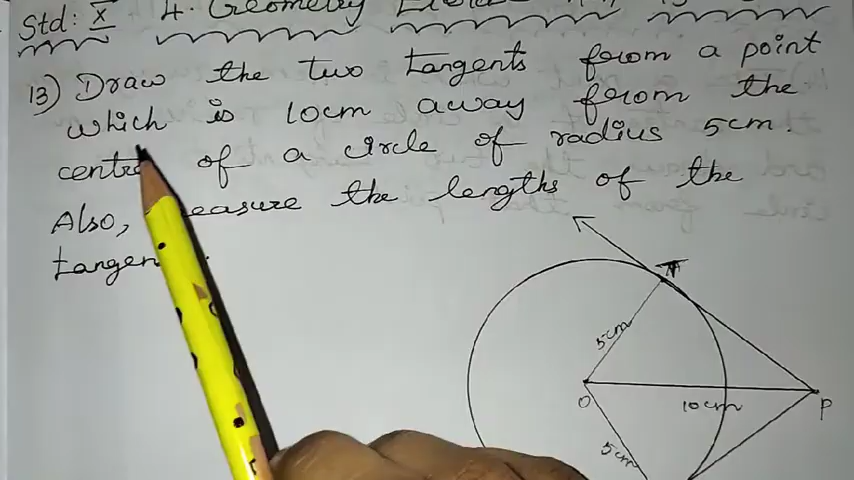 Std: X 4. Geometry
13) Draw the two tangents from a point
which is 10cm away from the
centre of a circle of radius 5cm.
Also, measure the lengths of the
tangen
5cm
O
10cm
P
5cm